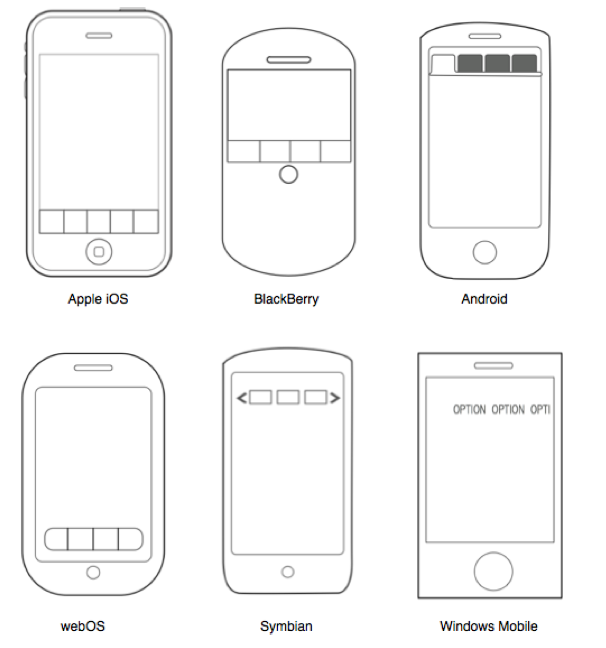 Apple iOS
BlackBerry
Android
OPTION OPTION OPTI
webOS
Symbian
Windows Mobile